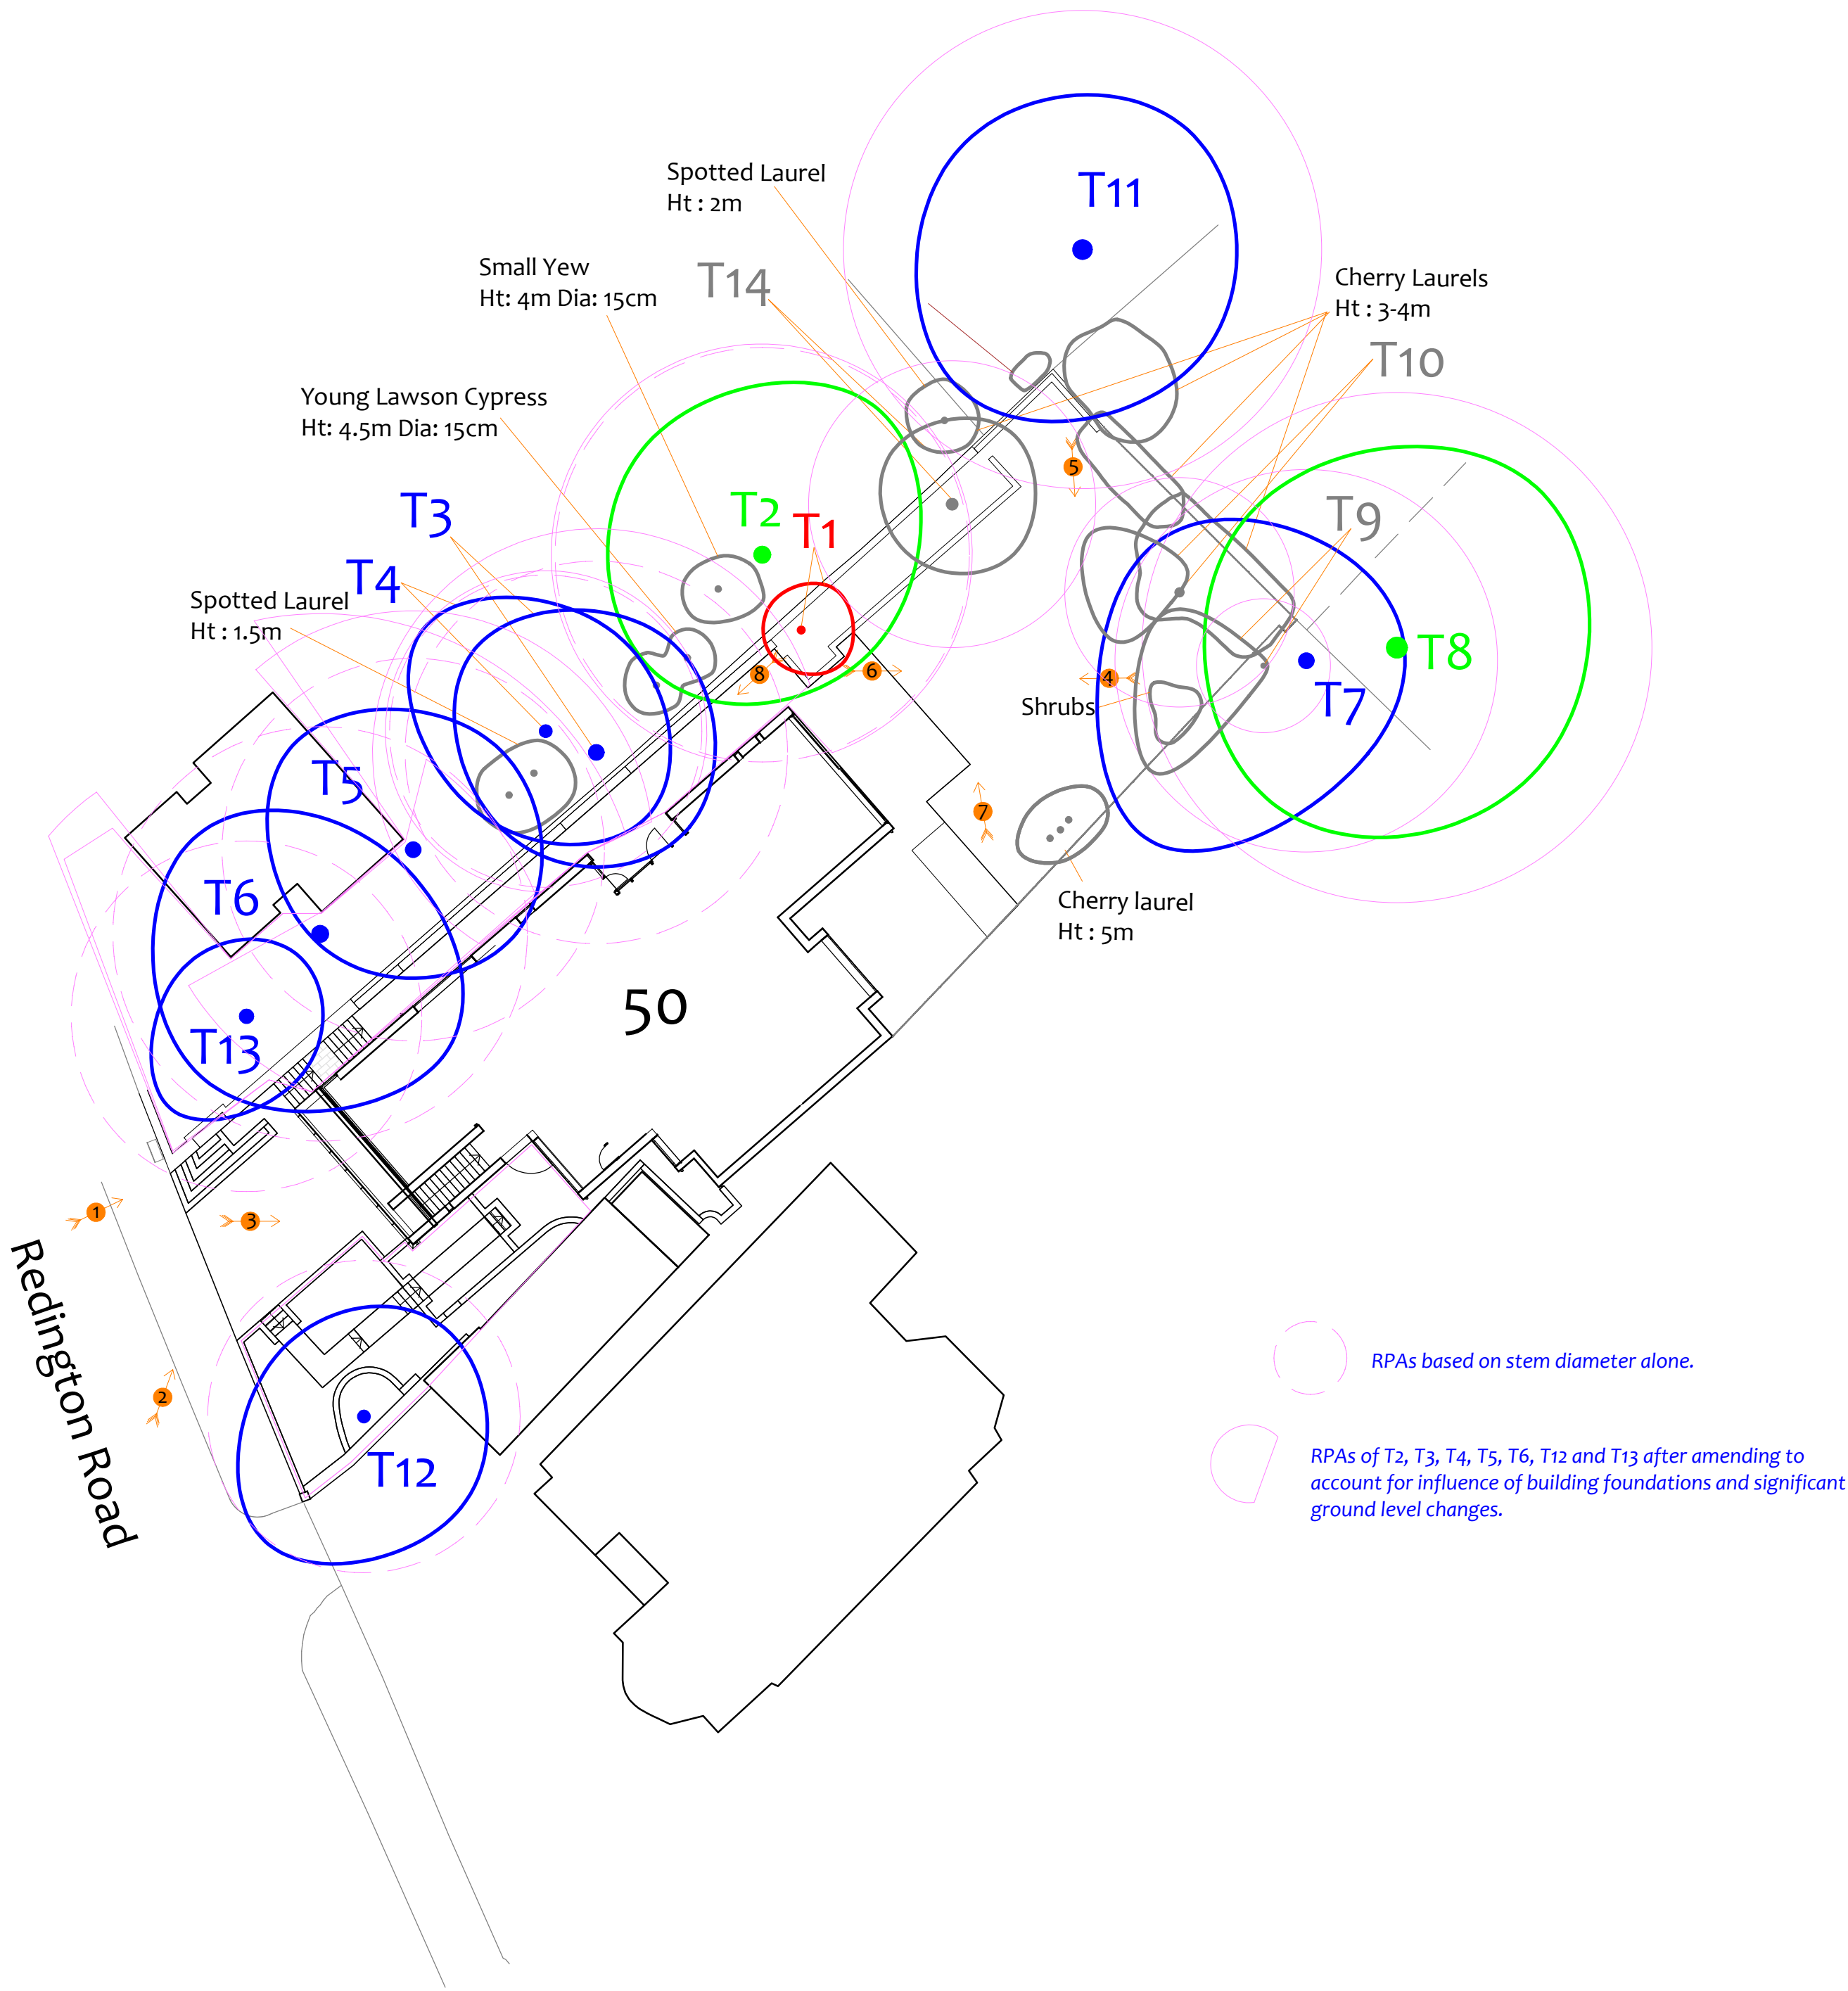 Spotted Laurel
Ht : 2m
T11
Small Yew
Ht: 4m Dia: 15cm
T14
Cherry Laurels
Ht : 3-4m
T10
Young Lawson Cypress
Ht: 4.5m Dia: 15cm
5
T3
T2
T1
T9
T4
Spotted Laurel
Ht : 1.5m
T8
8
6
4
T7
Shrubs
T5
7
T6
Cherry laurel
Ht : 5m
50
T13
1
3
Redington Road
2
T12
RPAs based on stem diameter alone.
RPAs of T2, T3, T4, T5, T6, T12 and T13 after amending to
account for influence of building foundations and significant
ground level changes.